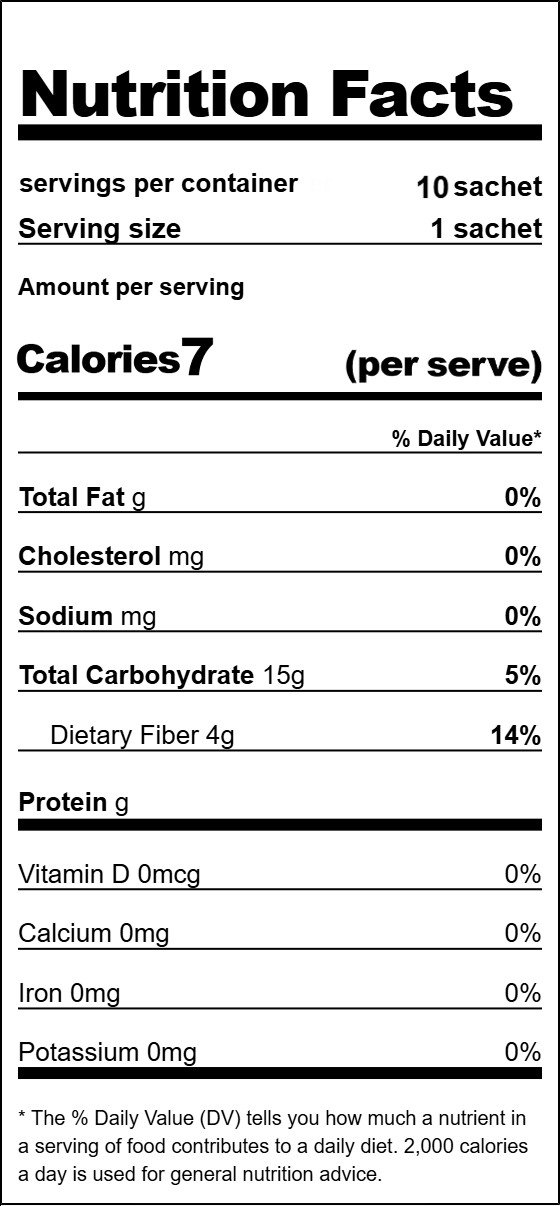 Nutrition Facts
servings per container 10 sachet
Serving size 1 sachet
Amount per serving
Calories 7 (per serve)
% Daily Value*
Total Fat g 0%
Cholesterol mg 0%
Sodium mg 0%
Total Carbohydrate 15g 5%
Dietary Fiber 4g 14%
Protein g
Vitamin D 0mcg 0%
Calcium 0mg 0%
Iron 0mg 0%
Potassium 0mg 0%
* The % Daily Value (DV) tells you how much a nutrient in
a serving of food contributes to a daily diet. 2,000 calories
a day is used for general nutrition advice.